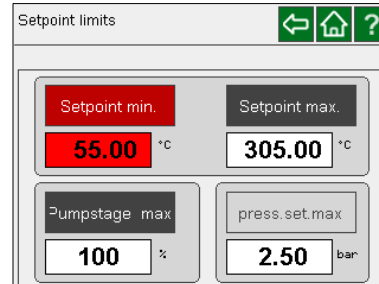 Setpoint limits
?
Setpoint min.
Setpoint max.
55.00 °C
305.00 °C
Pumpstage max
press.set.max
100 %
2.50 bar